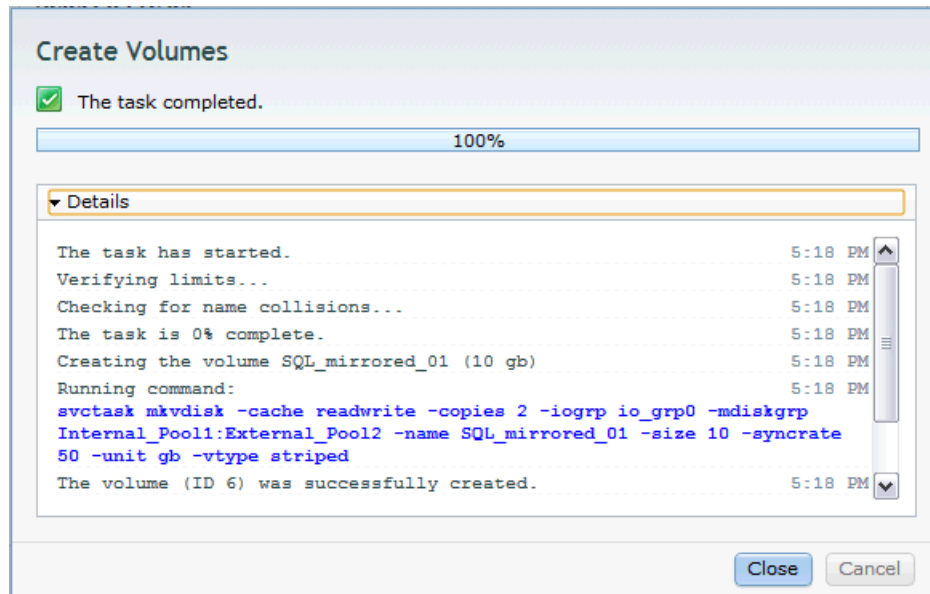 Create Volumes
The task completed.
100%
Details
The task has started. 5:18 PM
Verifying limits... 5:18 PM
Checking for name collisions... 5:18 PM
The task is 0% complete. 5:18 PM
Creating the volume SQL_mirrored_01 (10 gb) 5:18 PM
Running command: 5:18 PM
svctask mkvdisk -cache readwrite -copies 2 -iogrp io_grp0 -mdiskgrp
Internal_Pool1:External_Pool2 -name SQL_mirrored_01 -size 10 -syncrate
50 -unit gb -vtype striped
The volume (ID 6) was successfully created. 5:18 PM
Close Cancel